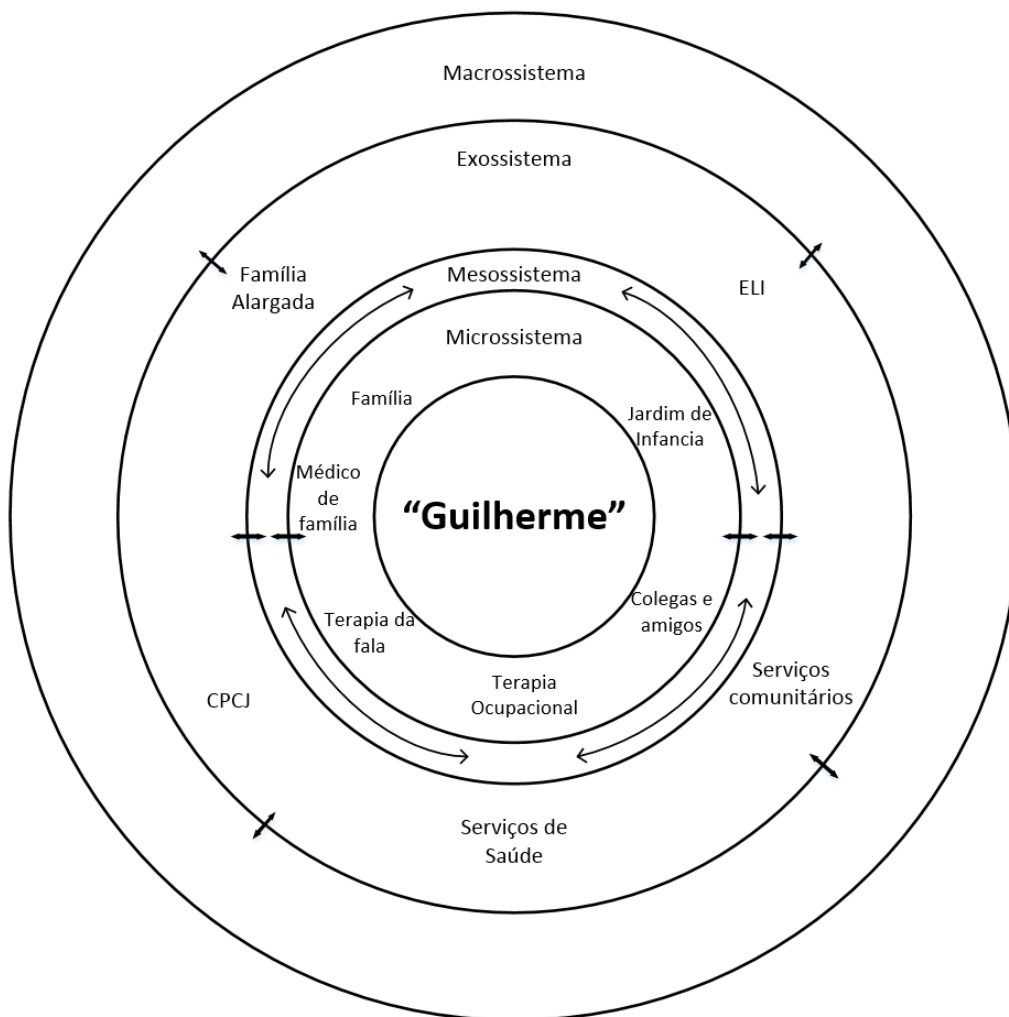 Macrossistema
Exossistema
Família
Alargada
Mesossistema
ELI
Microssistema
Família
Jardim de
Infancia
Médico
de
família
“Guilherme”
Colegas e
amigos
Terapia da
fala
Terapia
Ocupacional
Serviços
comunitários
CPCJ
Serviços de
Saúde